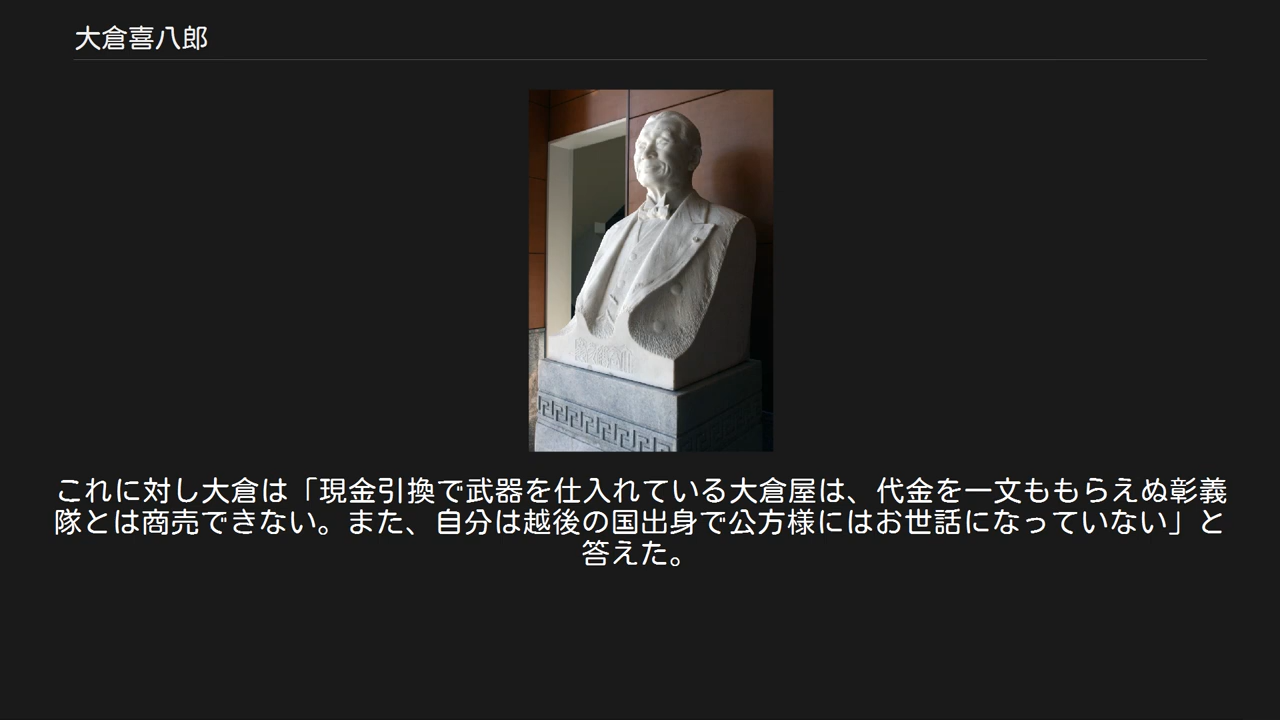 大倉喜八郎
これに対し大倉は「現金引換で武器を仕入れている大倉屋は、代金を一文ももらえぬ彰義
隊とは商売できない。また、自分は越後の国出身で公方様にはお世話になっていない」と
答えた。